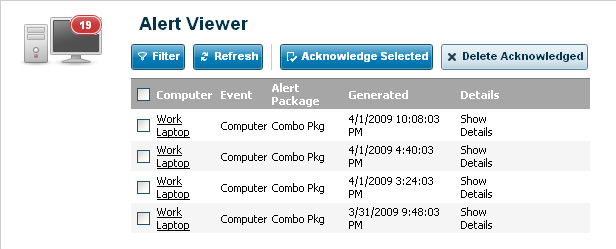 19
Alert Viewer
Filter Refresh Acknowledge Selected Delete Acknowledged
Computer Event Alert Package Generated Details
Work Laptop Computer Combo Pkg 4/1/2009 10:08:03 PM Show Details
Work Laptop Computer Combo Pkg 4/1/2009 4:40:03 PM Show Details
Work Laptop Computer Combo Pkg 4/1/2009 3:24:03 PM Show Details
Work Laptop Computer Combo Pkg 3/31/2009 9:48:03 PM Show Details